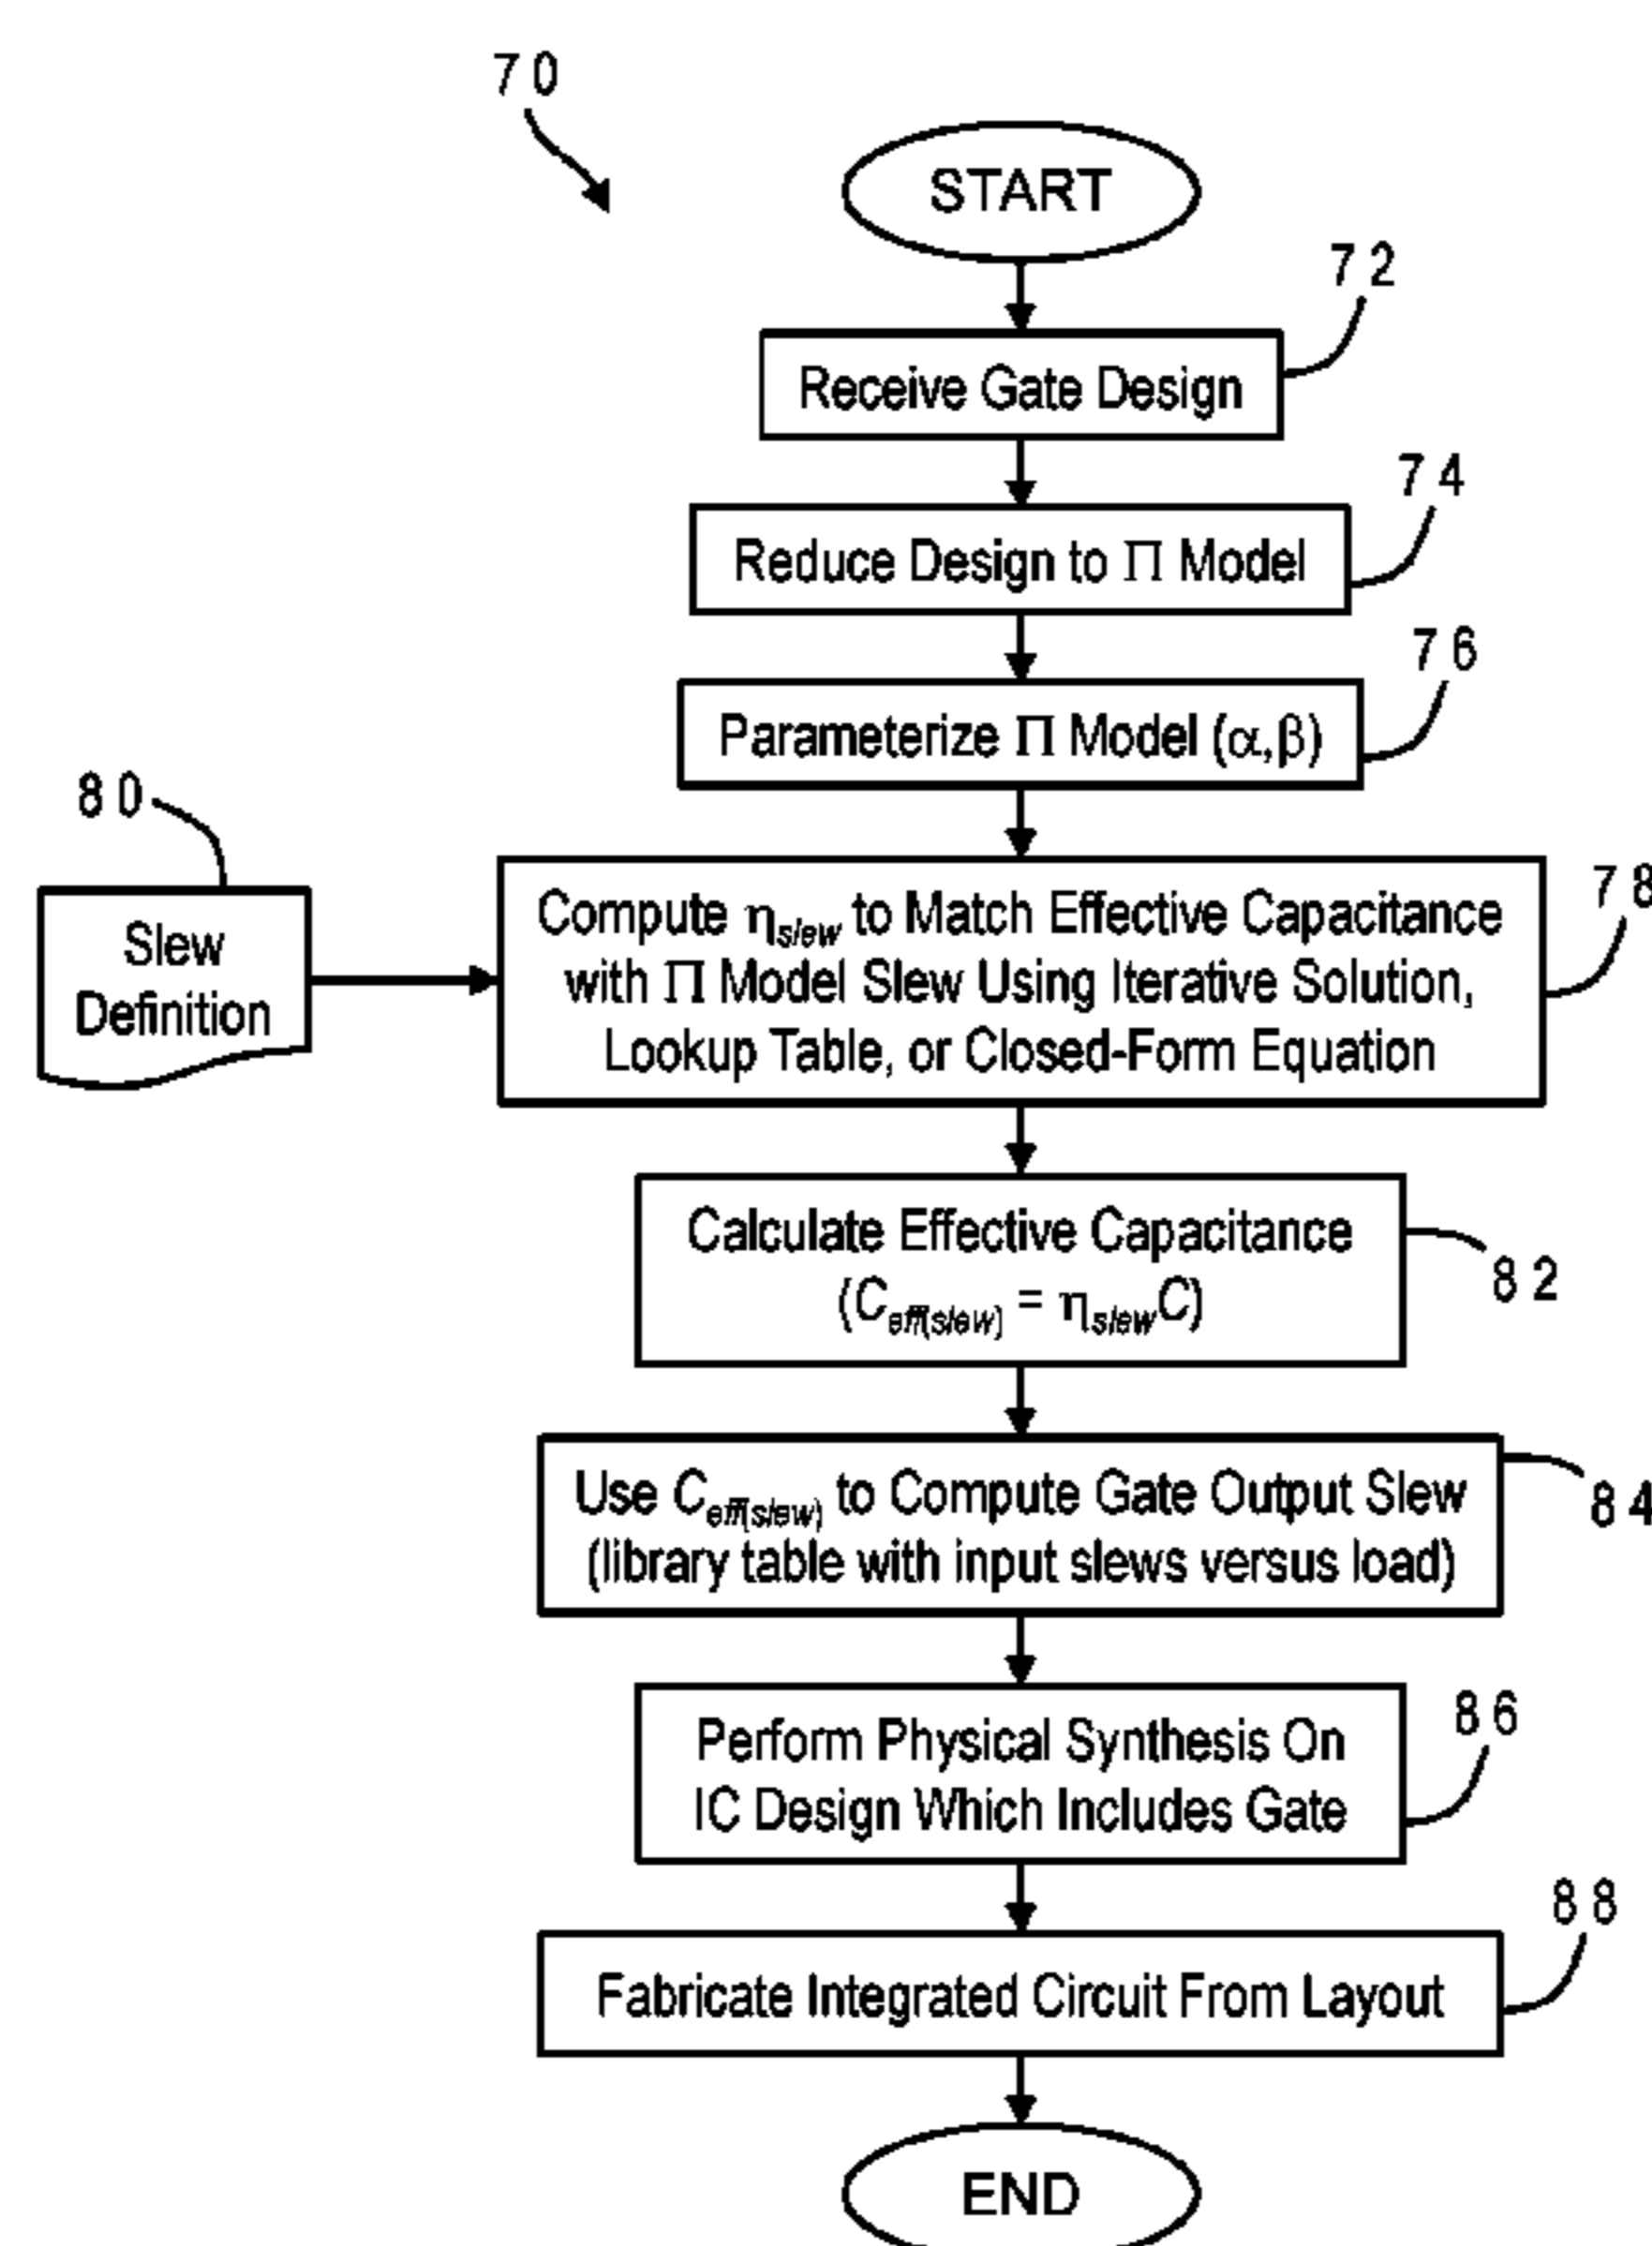 70
START
72
Receive Gate Design
74
Reduce Design to Π Model
76
Parameterize Π Model (α,β)
80
Slew
Definition
78
Compute ηslew to Match Effective Capacitance
with Π Model Slew Using Iterative Solution,
Lookup Table, or Closed-Form Equation
Calculate Effective Capacitance
(Ceff(slew) = ηslewC)
82
Use Ceff(slew) to Compute Gate Output Slew
(library table with input slews versus load)
84
Perform Physical Synthesis On
IC Design Which Includes Gate
86
88
Fabricate Integrated Circuit From Layout
END